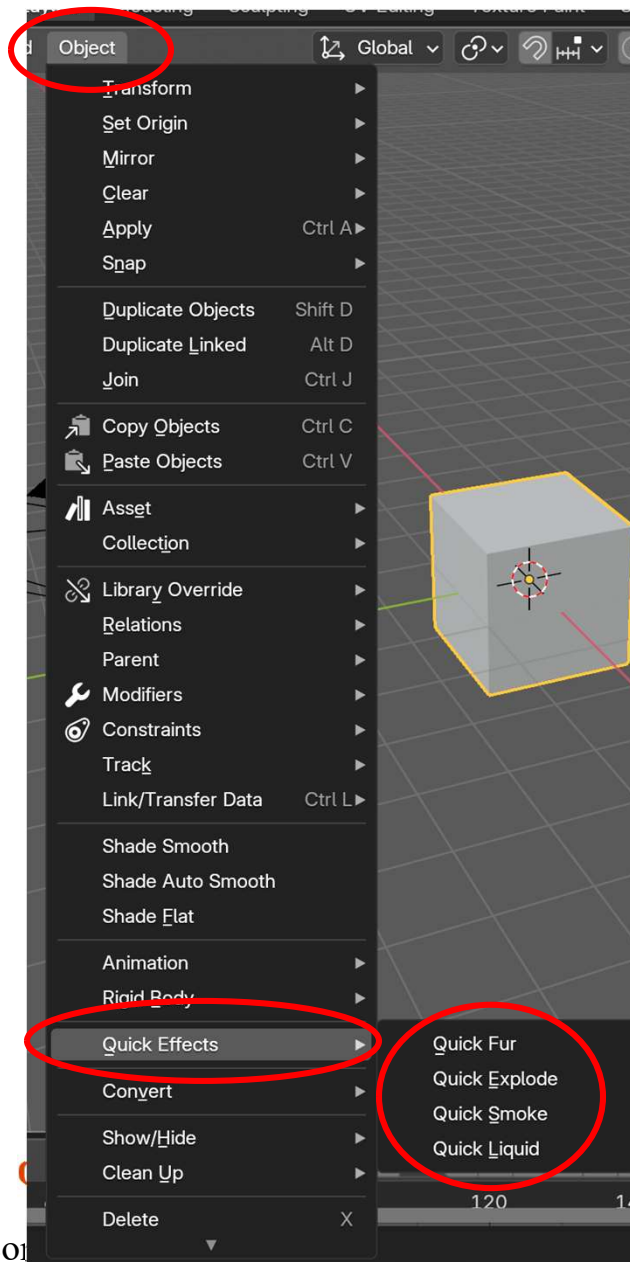 Object Global
Transform
Set Origin
Mirror
Clear
Apply Ctrl A
Snap
Duplicate Objects Shift D
Duplicate Linked Alt D
Join Ctrl J
Copy Objects Ctrl C
Paste Objects Ctrl V
Asset
Collection
Library Override
Relations
Parent
Modifiers
Constraints
Track
Link/Transfer Data Ctrl L
Shade Smooth
Shade Auto Smooth
Shade Flat
Animation
Rigid Body
Quick Effects
Quick Fur
Quick Explode
Quick Smoke
Quick Liquid
Convert
Show/Hide
Clean Up
120
Delete X